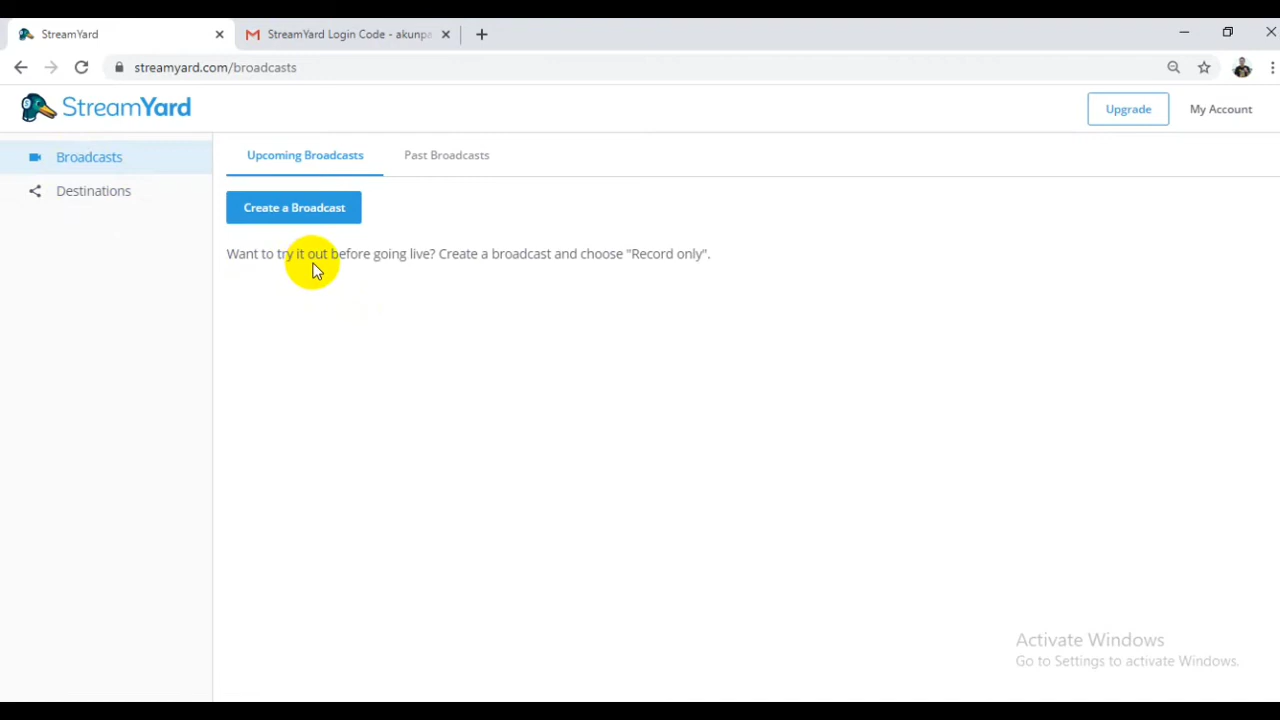 StreamYard
StreamYard Login Code - akunpa
streamyard.com/broadcasts
StreamYard
Upgrade
My Account
Broadcasts
Destinations
Upcoming Broadcasts
Past Broadcasts
Create a Broadcast
Want to try it out before going live? Create a broadcast and choose "Record only".
Activate Windows
Go to Settings to activate Windows.